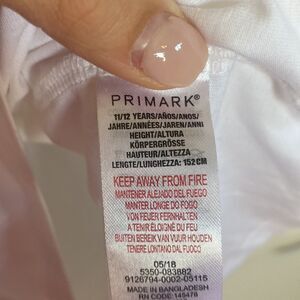 PRIMARK®
11/12 YEARS/AÑOS/ANOS/
JAHRE/ANNÉES/JAREN/ANNI
HEIGHT/ALTURA
KÖRPERGRÖSSE
HAUTEUR/ALTEZZA
LENGTE/LUNGHEZZA: 152CM
KEEP AWAY FROM FIRE
MANTENER ALEJADO DEL FUEGO
MANTER LONGE DO FOGO
VON FEUER FERNHALTEN
A TENIR ÉLOIGNÉ DU FEU
BUITEN BEREIK VAN VUUR HOUDEN
TENERE LONTANO DAL FUOCO
05/18
5350-083882
9126794-0002-05115
MADE IN BANGLADESH
RN CODE: 149478